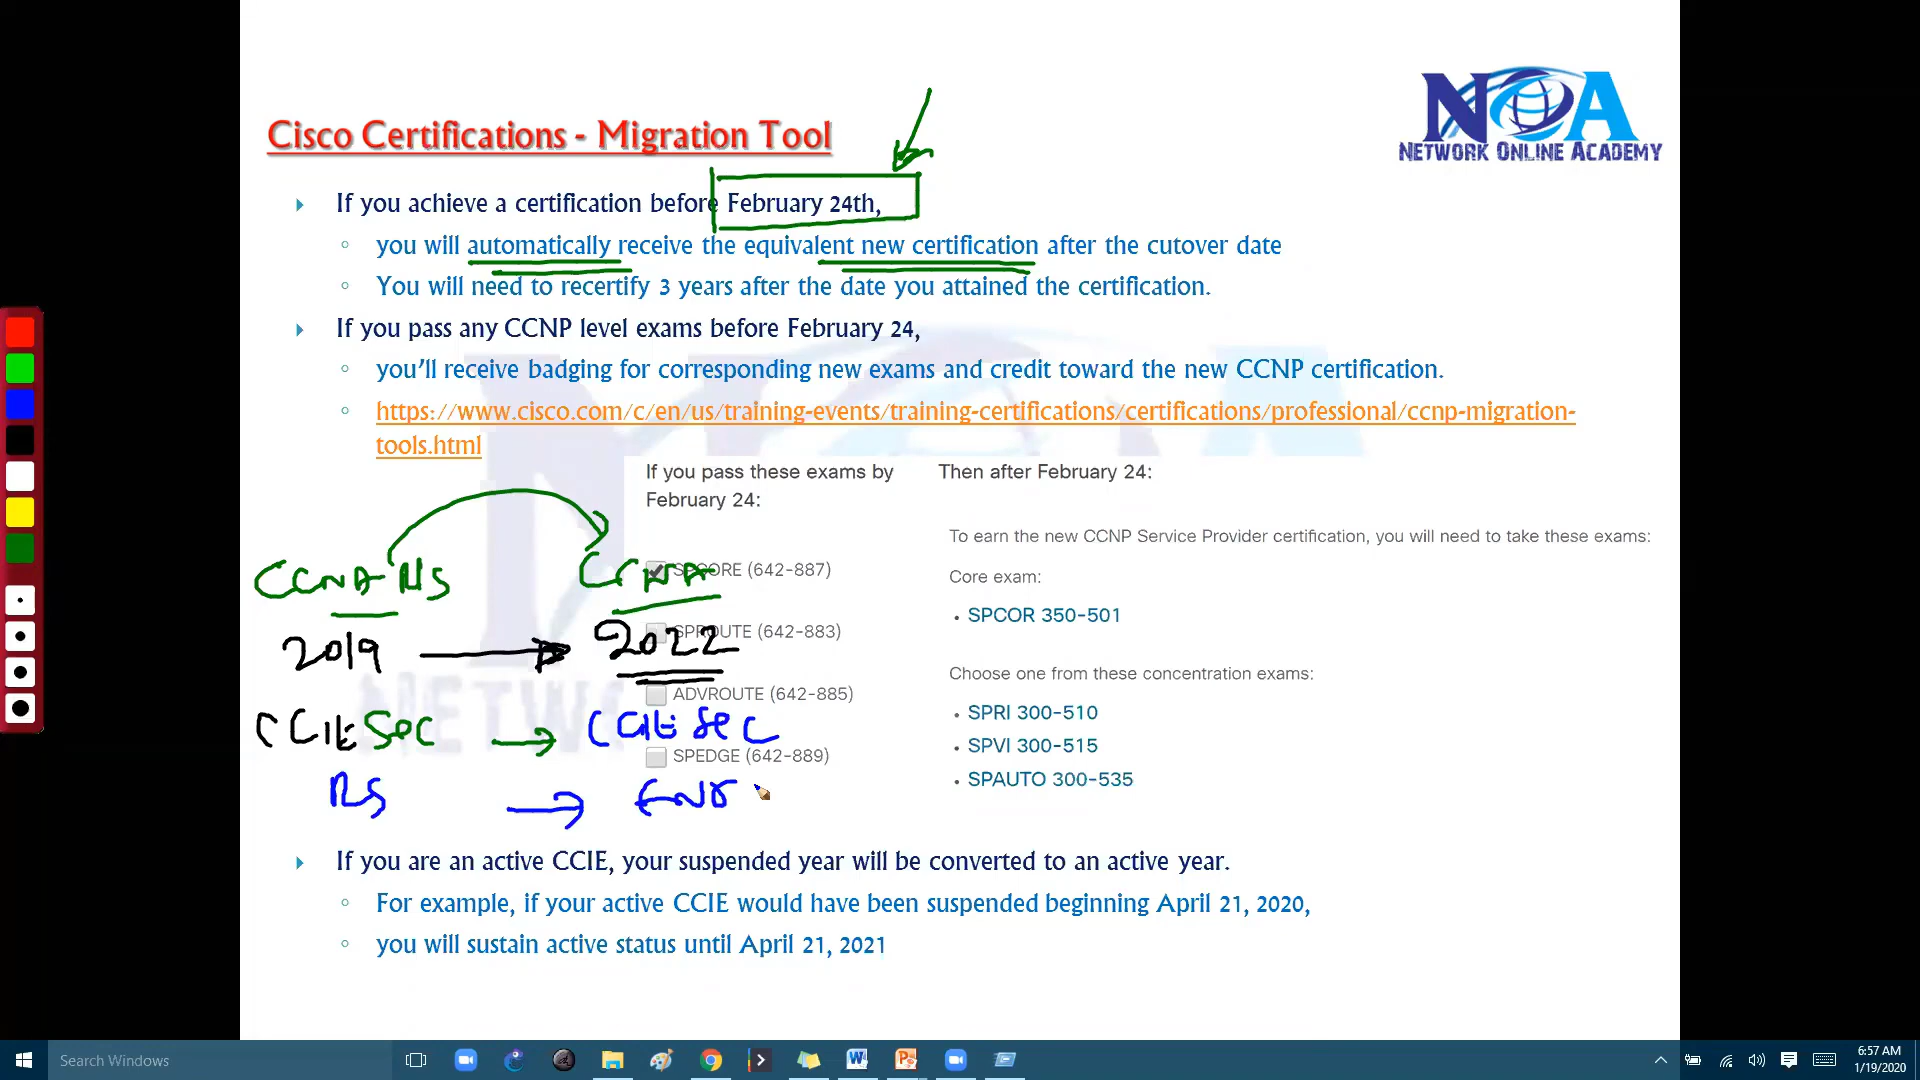 NOA
NETWORK ONLINE ACADEMY
Cisco Certifications - Migration Tool
If you achieve a certification before February 24th,
you will automatically receive the equivalent new certification after the cutover date
You will need to recertify 3 years after the date you attained the certification.
If you pass any CCNP level exams before February 24,
you'll receive badging for corresponding new exams and credit toward the new CCNP certification.
https://www.cisco.com/c/en/us/training-events/training-certifications/certifications/professional/ccnp-migration-
tools.html
If you pass these exams by
February 24:
SPCORE (642-887)
SPROUTE (642-883)
ADVROUTE (642-885)
SPEDGE (642-889)
Then after February 24:
To earn the new CCNP Service Provider certification, you will need to take these exams:
Core exam:
SPCOR 350-501
Choose one from these concentration exams:
SPRI 300-510
SPVI 300-515
SPAUTO 300-535
CCNA RS CCNA
2019 2022
CCIE SEC CCIE SEC
RS
If you are an active CCIE, your suspended year will be converted to an active year.
For example, if your active CCIE would have been suspended beginning April 21, 2020,
you will sustain active status until April 21, 2021
Search Windows
6:57 AM
1/19/2020